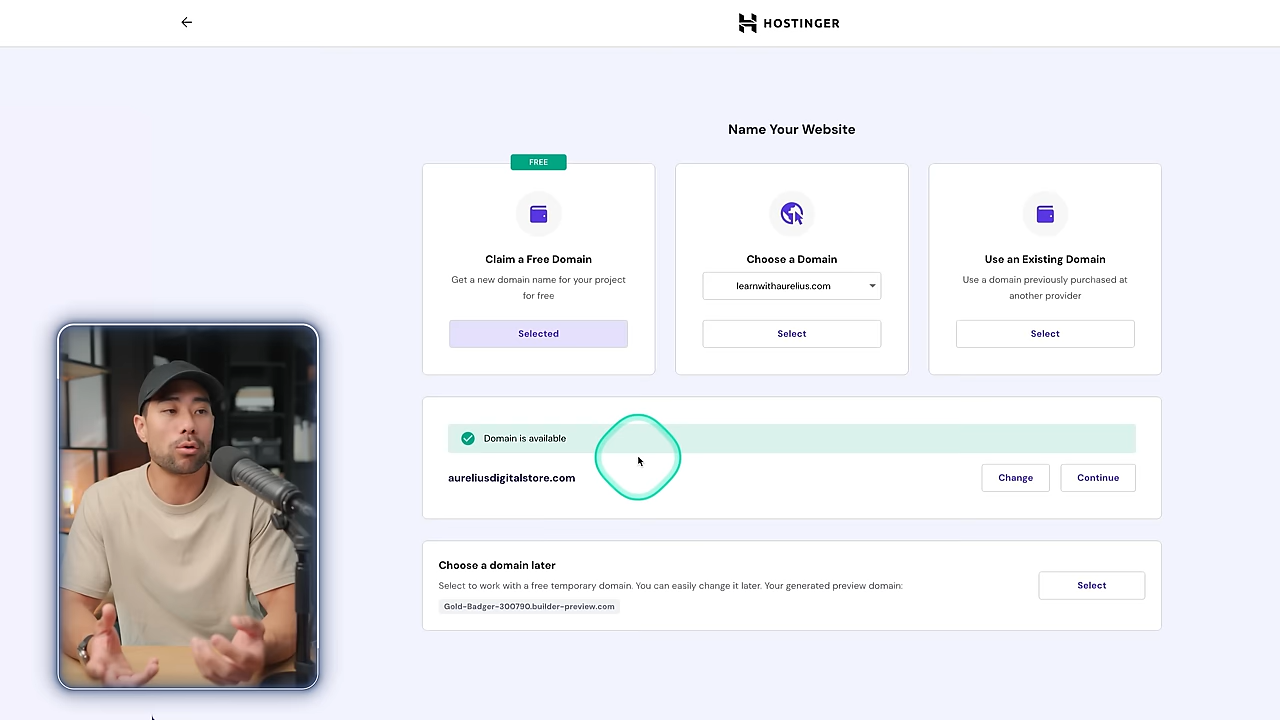 HOSTINGER
Name Your Website
FREE
Claim a Free Domain
Get a new domain name for your project
for free
Selected
Choose a Domain
learnwithaurelius.com
Select
Use an Existing Domain
Use a domain previously purchased at
another provider
Select
Domain is available
aureliusdigitalstore.com
Change
Continue
Choose a domain later
Select to work with a free temporary domain. You can easily change it later. Your generated preview domain:
Gold-Badger-300790.builder-preview.com
Select